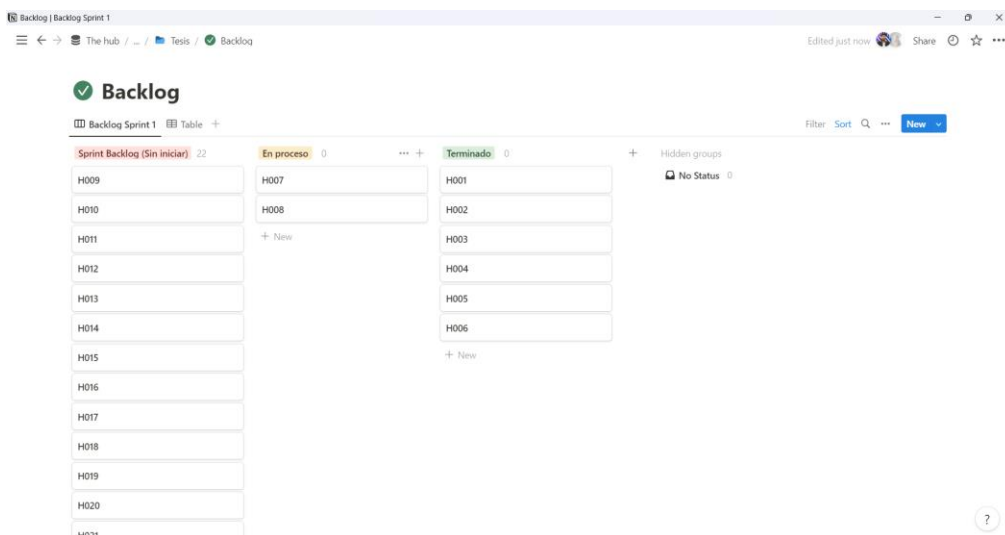 Backlog | Backlog Sprint 1
The hub / ... / Tesis / Backlog
Edited just now Share
Backlog
Backlog Sprint 1 Table
Filter Sort New
Sprint Backlog (Sin iniciar) 22
H009
H010
H011
H012
H013
H014
H015
H016
H017
H018
H019
H020
H021
En proceso 0
H007
H008
+ New
Terminado 0
H001
H002
H003
H004
H005
H006
+ New
Hidden groups
No Status 0
?